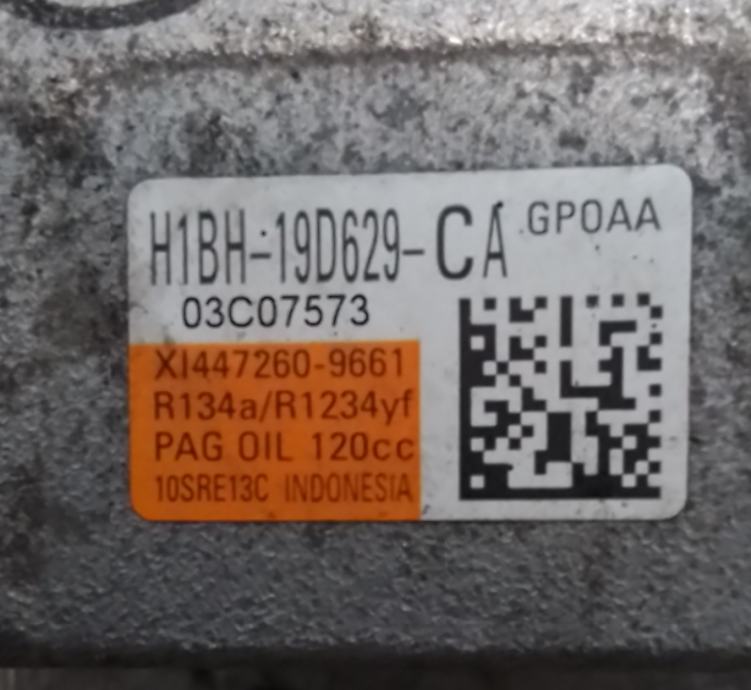 H1BH-19D629-CA GPOAA
03C07573
XI447260-9661
R134a/R1234yf
PAG OIL 120cc
10SRE13C INDONESIA